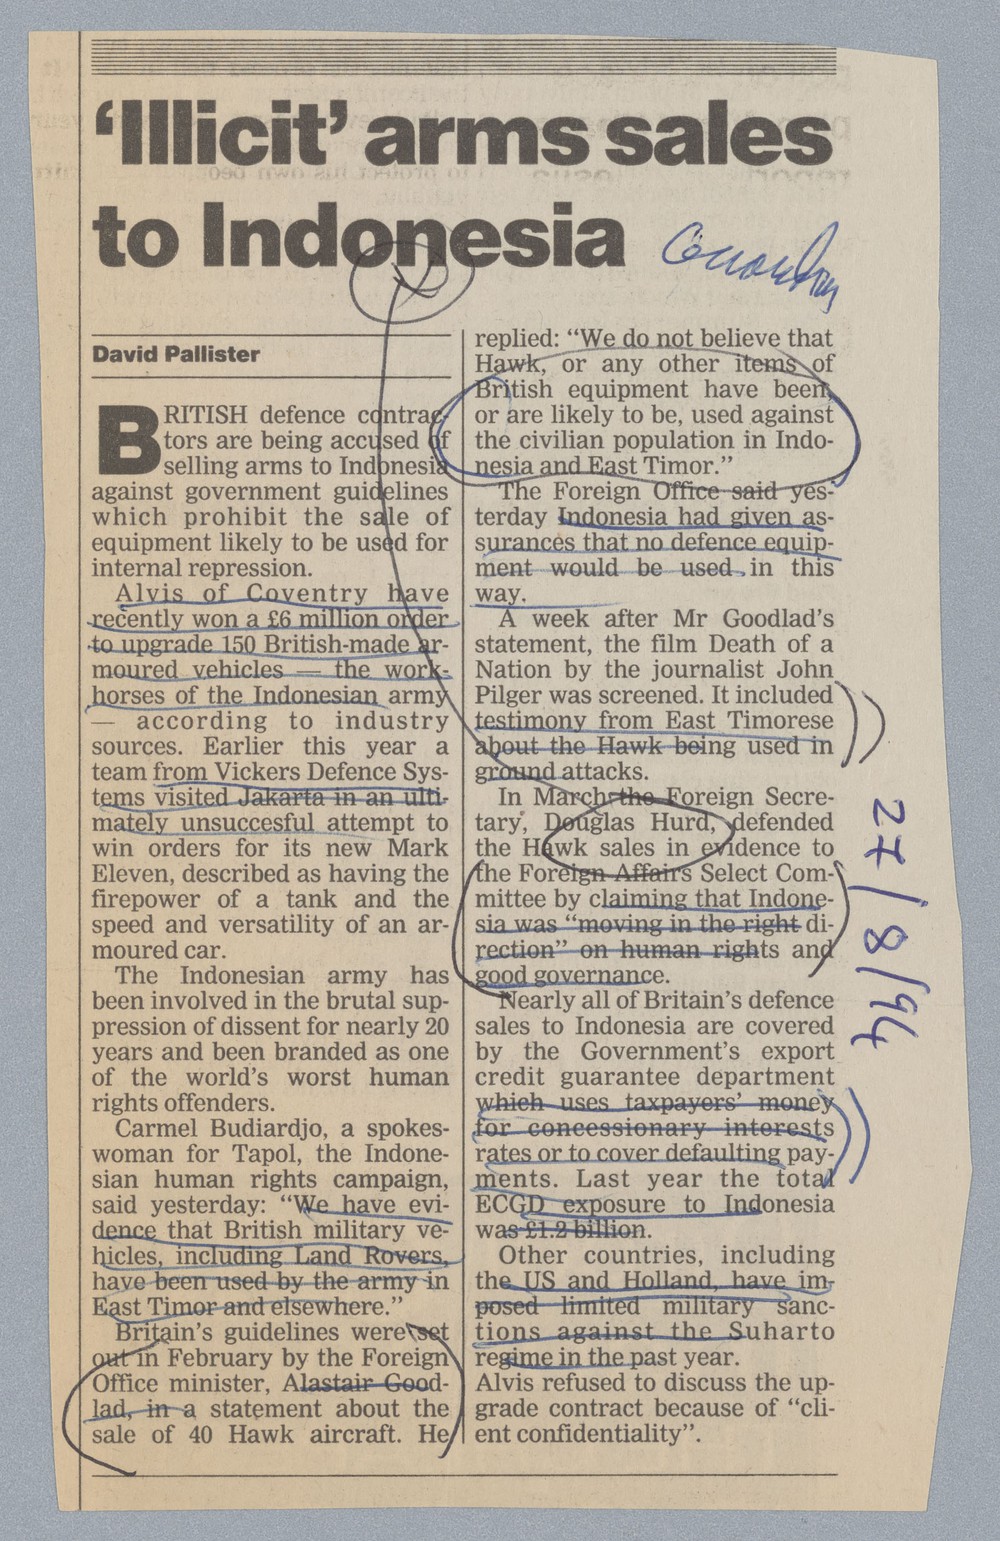 ‘Illicit’ arms sales
to Indonesia
David Pallister
BRITISH defence contrac-
tors are being accused of
selling arms to Indonesia
against government guidelines
which prohibit the sale of
equipment likely to be used for
internal repression.
Alvis of Coventry have
recently won a £6 million order
to upgrade 150 British-made ar-
moured vehicles — the work-
horses of the Indonesian army
— according to industry
sources. Earlier this year a
team from Vickers Defence Sys-
tems visited Jakarta in an ulti-
mately unsuccesful attempt to
win orders for its new Mark
Eleven, described as having the
firepower of a tank and the
speed and versatility of an ar-
moured car.
The Indonesian army has
been involved in the brutal sup-
pression of dissent for nearly 20
years and been branded as one
of the world’s worst human
rights offenders.
Carmel Budiardjo, a spokes-
woman for Tapol, the Indone-
sian human rights campaign,
said yesterday: “We have evi-
dence that British military ve-
hicles, including Land Rovers,
have been used by the army in
East Timor and elsewhere.”
Britain’s guidelines were set
out in February by the Foreign
Office minister, Alastair Good-
lad, in a statement about the
sale of 40 Hawk aircraft. He
replied: “We do not believe that
Hawk, or any other items of
British equipment have been,
or are likely to be, used against
the civilian population in Indo-
nesia and East Timor.”
The Foreign Office said yes-
terday Indonesia had given as-
surances that no defence equip-
ment would be used in this
way.
A week after Mr Goodlad’s
statement, the film Death of a
Nation by the journalist John
Pilger was screened. It included
testimony from East Timorese
about the Hawk being used in
ground attacks.
In March the Foreign Secre-
tary, Douglas Hurd, defended
the Hawk sales in evidence to
the Foreign Affairs Select Com-
mittee by claiming that Indone-
sia was “moving in the right di-
rection” on human rights and
good governance.
Nearly all of Britain’s defence
sales to Indonesia are covered
by the Government’s export
credit guarantee department
which uses taxpayers’ money
for concessionary interests
rates or to cover defaulting pay-
ments. Last year the total
ECGD exposure to Indonesia
was £1.2 billion.
Other countries, including
the US and Holland, have im-
posed limited military sanc-
tions against the Suharto
regime in the past year.
Alvis refused to discuss the up-
grade contract because of “cli-
ent confidentiality”.
27/8/94